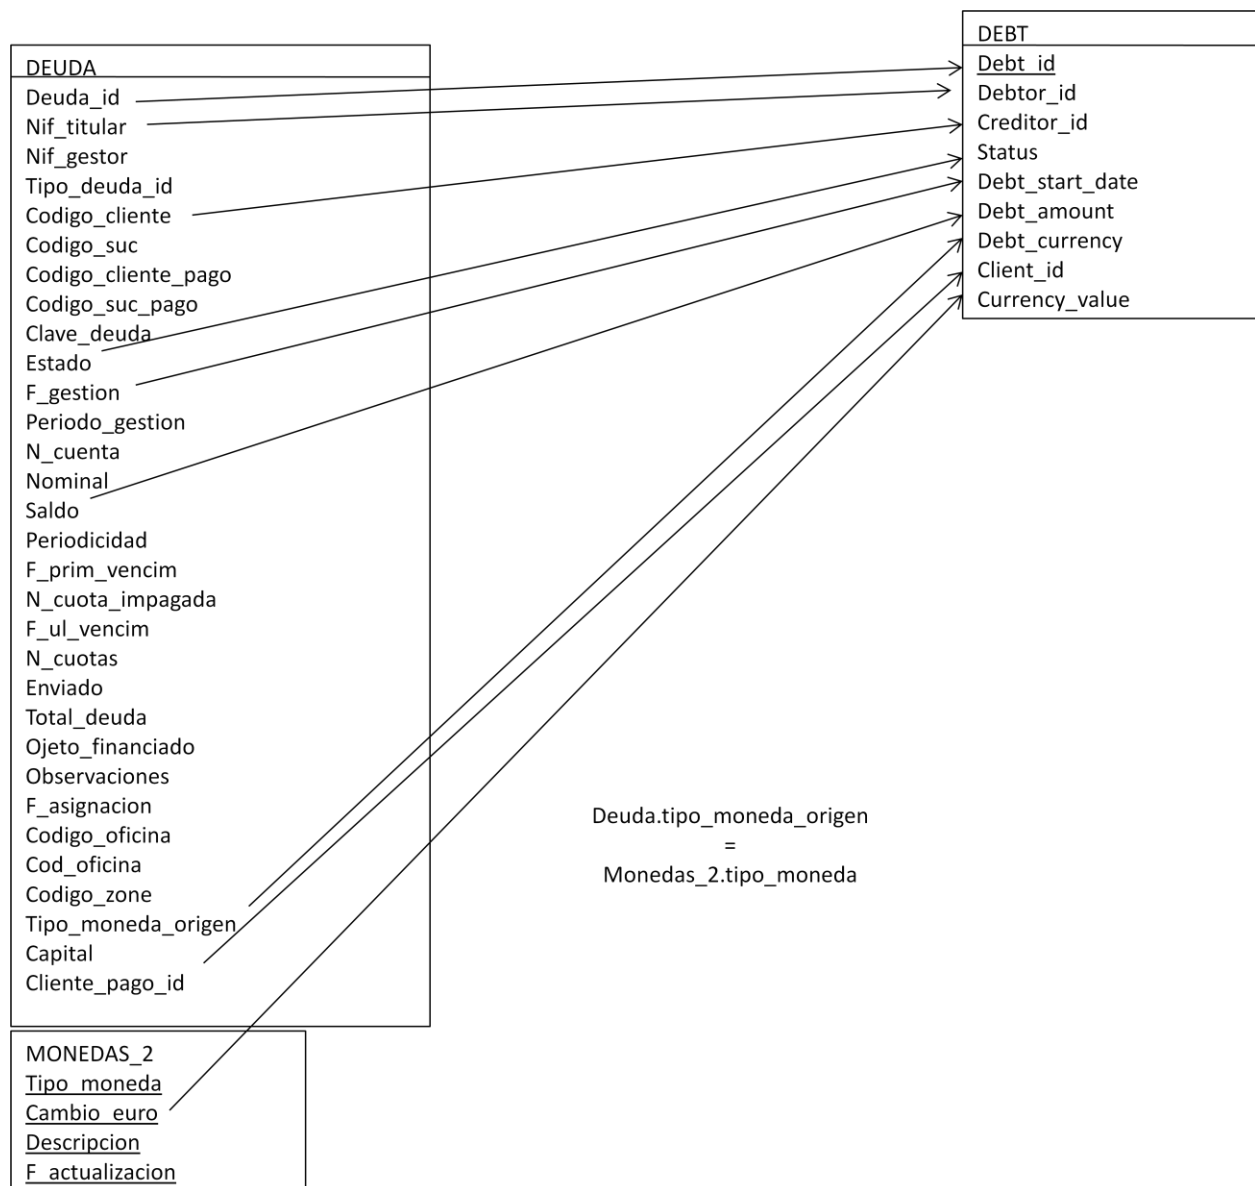 DEUDA
Deuda_id
Nif_titular
Nif_gestor
Tipo_deuda_id
Codigo_cliente
Codigo_suc
Codigo_cliente_pago
Codigo_suc_pago
Clave_deuda
Estado
F_gestion
Periodo_gestion
N_cuenta
Nominal
Saldo
Periodicidad
F_prim_vencim
N_cuota_impagada
F_ul_vencim
N_cuotas
Enviado
Total_deuda
Ojeto_financiado
Observaciones
F_asignacion
Codigo_oficina
Cod_oficina
Codigo_zone
Tipo_moneda_origen
Capital
Cliente_pago_id
MONEDAS_2
Tipo_moneda
Cambio_euro
Descripcion
F_actualizacion
Deuda.tipo_moneda_origen
=
Monedas_2.tipo_moneda
DEBT
Debt_id
Debtor_id
Creditor_id
Status
Debt_start_date
Debt_amount
Debt_currency
Client_id
Currency_value